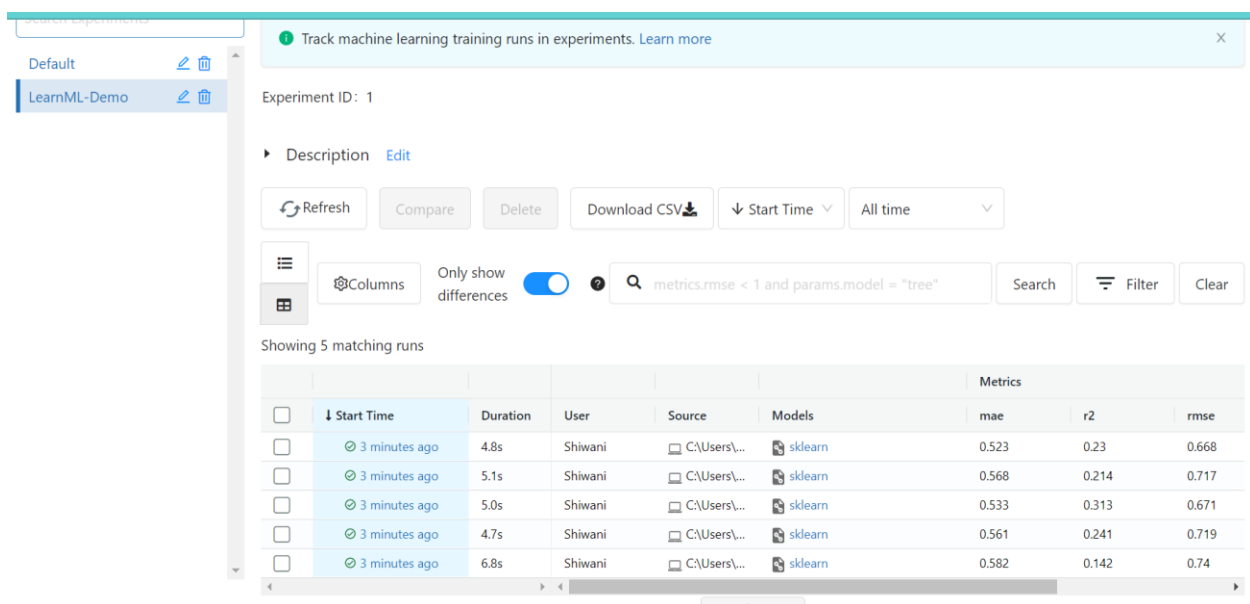 Search Experiments
Default
LearnML-Demo
Track machine learning training runs in experiments. Learn more
Experiment ID: 1
Description Edit
Refresh Compare Delete Download CSV Start Time All time
Columns Only show differences metrics.rmse < 1 and params.model = "tree" Search Filter Clear
Showing 5 matching runs
Metrics
Start Time Duration User Source Models mae r2 rmse
3 minutes ago 4.8s Shiwani C:\Users\... sklearn 0.523 0.23 0.668
3 minutes ago 5.1s Shiwani C:\Users\... sklearn 0.568 0.214 0.717
3 minutes ago 5.0s Shiwani C:\Users\... sklearn 0.533 0.313 0.671
3 minutes ago 4.7s Shiwani C:\Users\... sklearn 0.561 0.241 0.719
3 minutes ago 6.8s Shiwani C:\Users\... sklearn 0.582 0.142 0.74